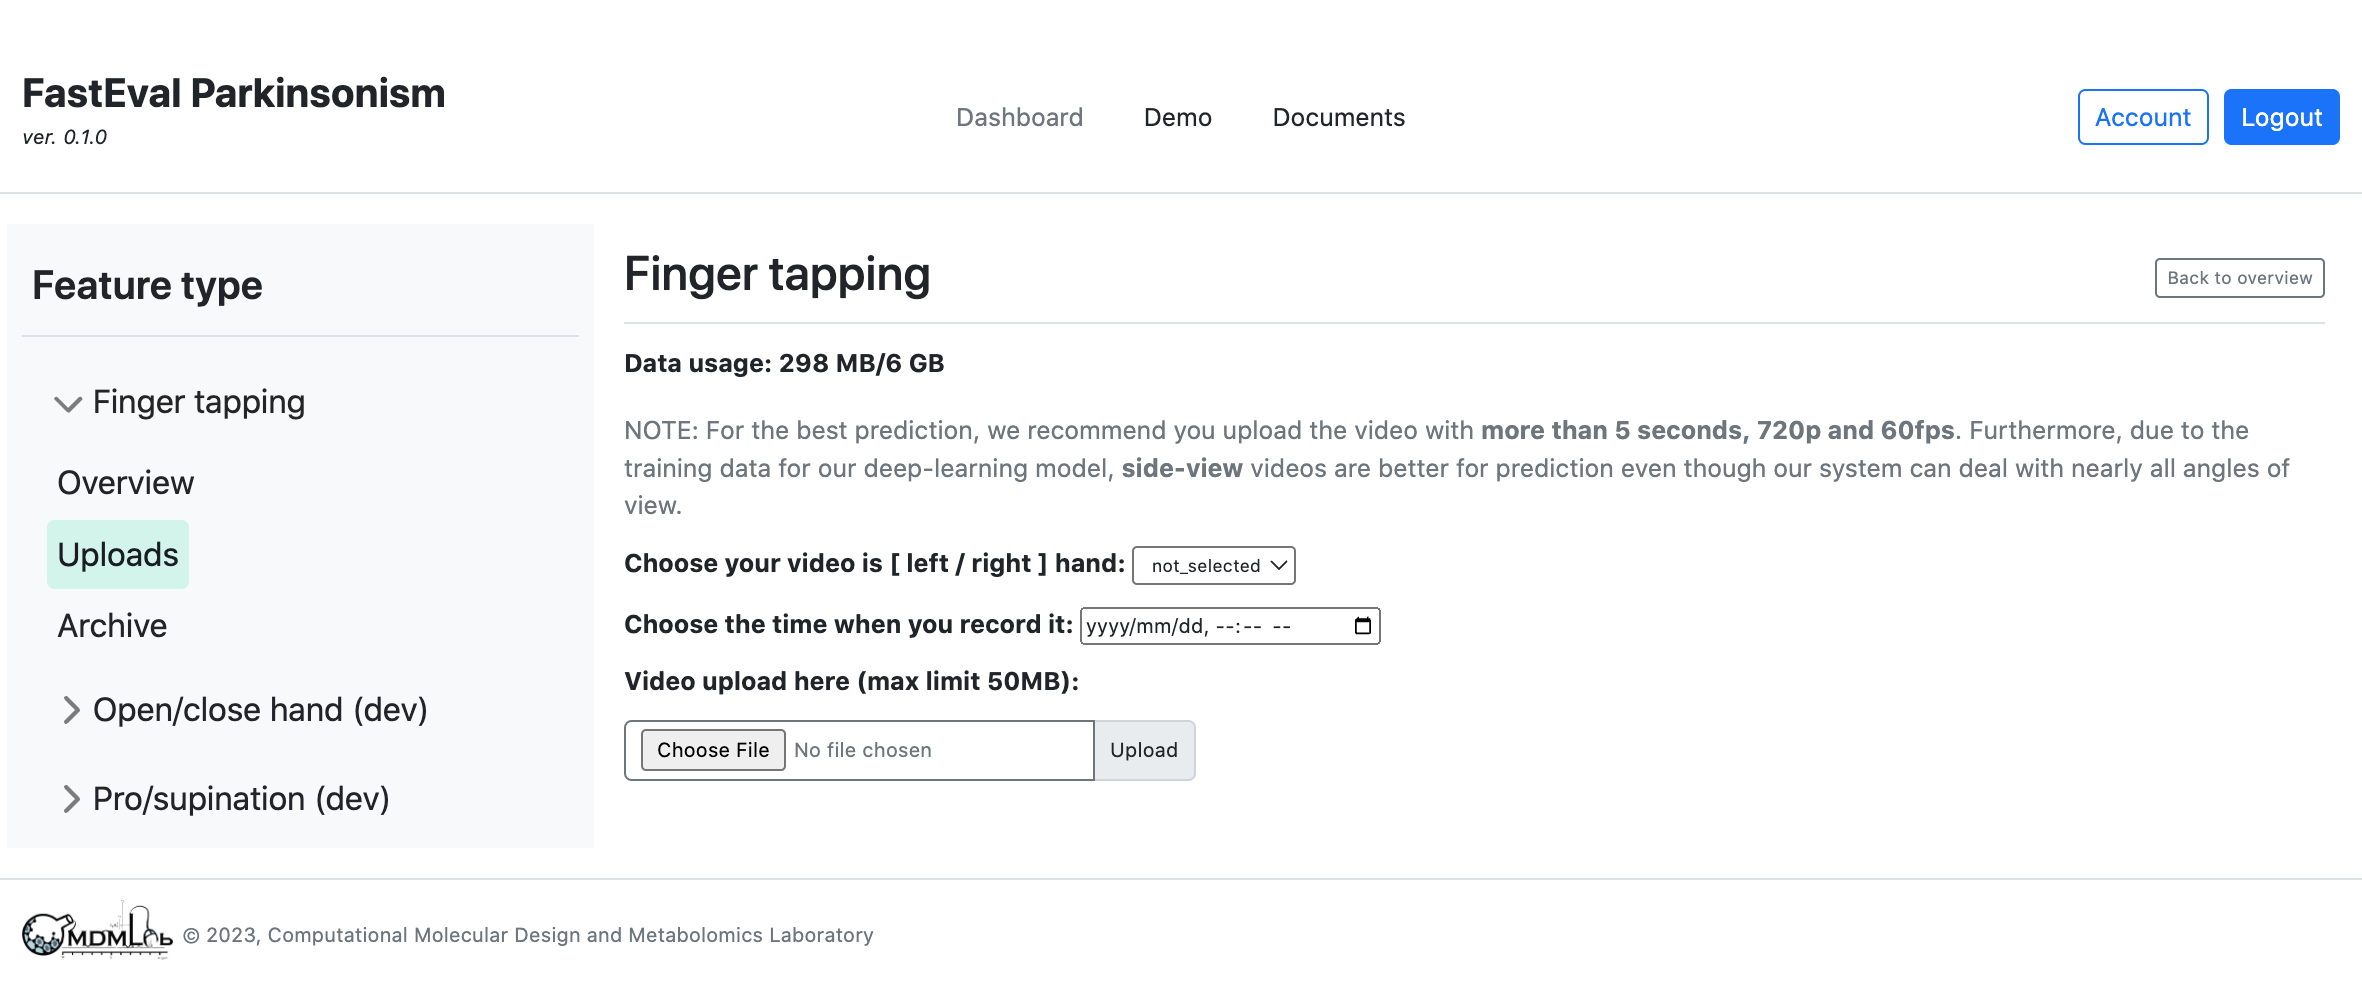 FastEval Parkinsonism
ver. 0.1.0
Dashboard
Demo
Documents
Account
Logout
Feature type
Finger tapping
Overview
Uploads
Archive
Open/close hand (dev)
Pro/supination (dev)
Finger tapping
Back to overview
Data usage: 298 MB/6 GB
NOTE: For the best prediction, we recommend you upload the video with more than 5 seconds, 720p and 60fps. Furthermore, due to the
training data for our deep-learning model, side-view videos are better for prediction even though our system can deal with nearly all angles of
view.
Choose your video is [ left / right ] hand: not_selected
Choose the time when you record it: yyyy/mm/dd, --:-- --
Video upload here (max limit 50MB):
Choose File No file chosen Upload
CMDMLab © 2023, Computational Molecular Design and Metabolomics Laboratory